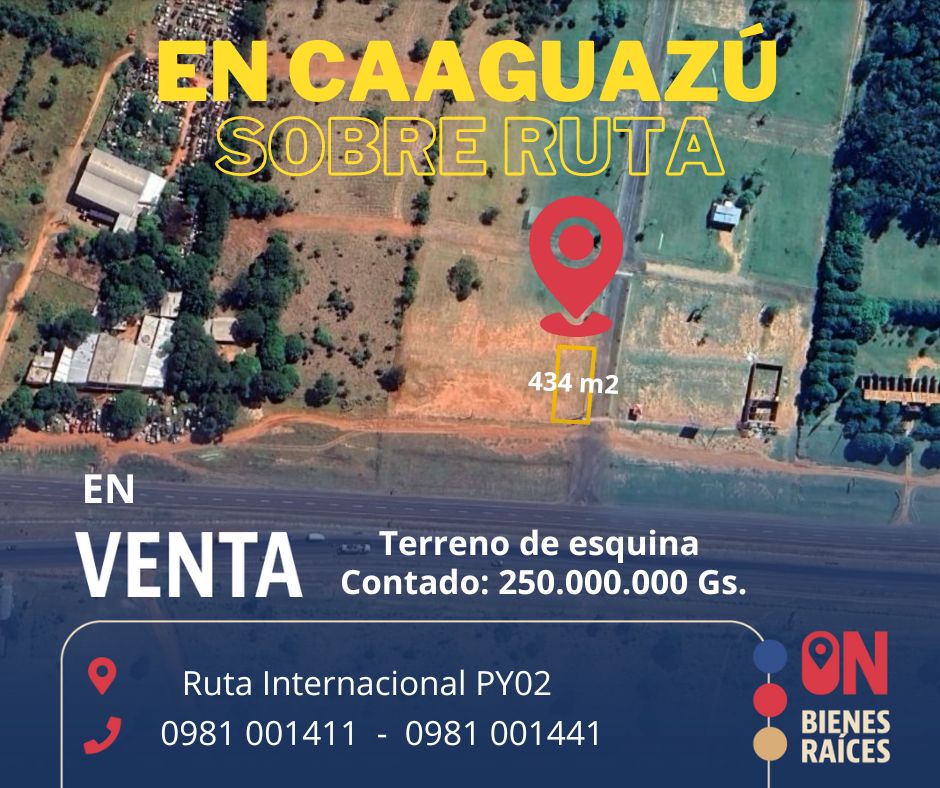 EN CAAGUAZÚ
SOBRE RUTA
434 m2
EN
VENTA
Terreno de esquina
Contado: 250.000.000 Gs.
Ruta Internacional PY02
0981 001411 - 0981 001441
ON
BIENES
RAÍCES